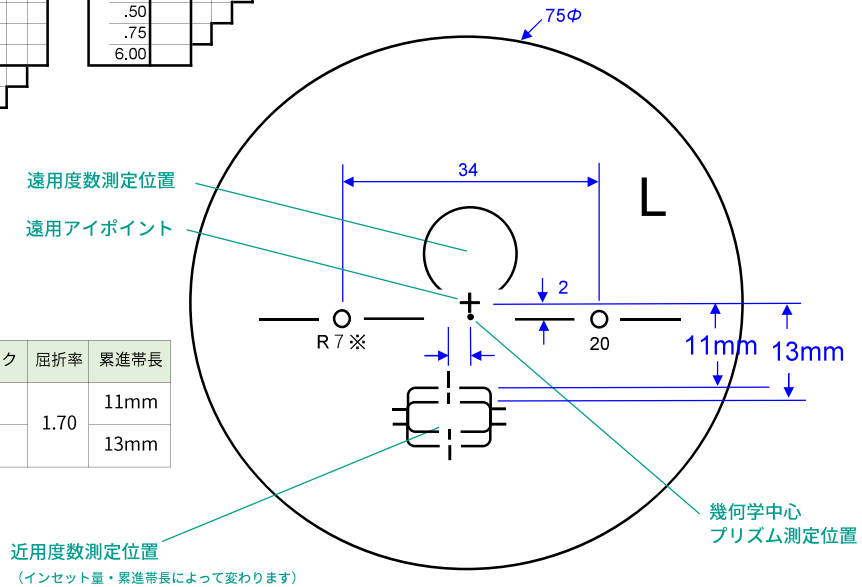 .50
.75
6.00
75Φ
34
L
遠用度数測定位置
遠用アイポイント
2
R 7 ※
20
11mm
13mm
ク 屈折率 累進帯長
1.70
11mm
13mm
幾何学中心
プリズム測定位置
近用度数測定位置
(インセット量・累進帯長によって変わります)